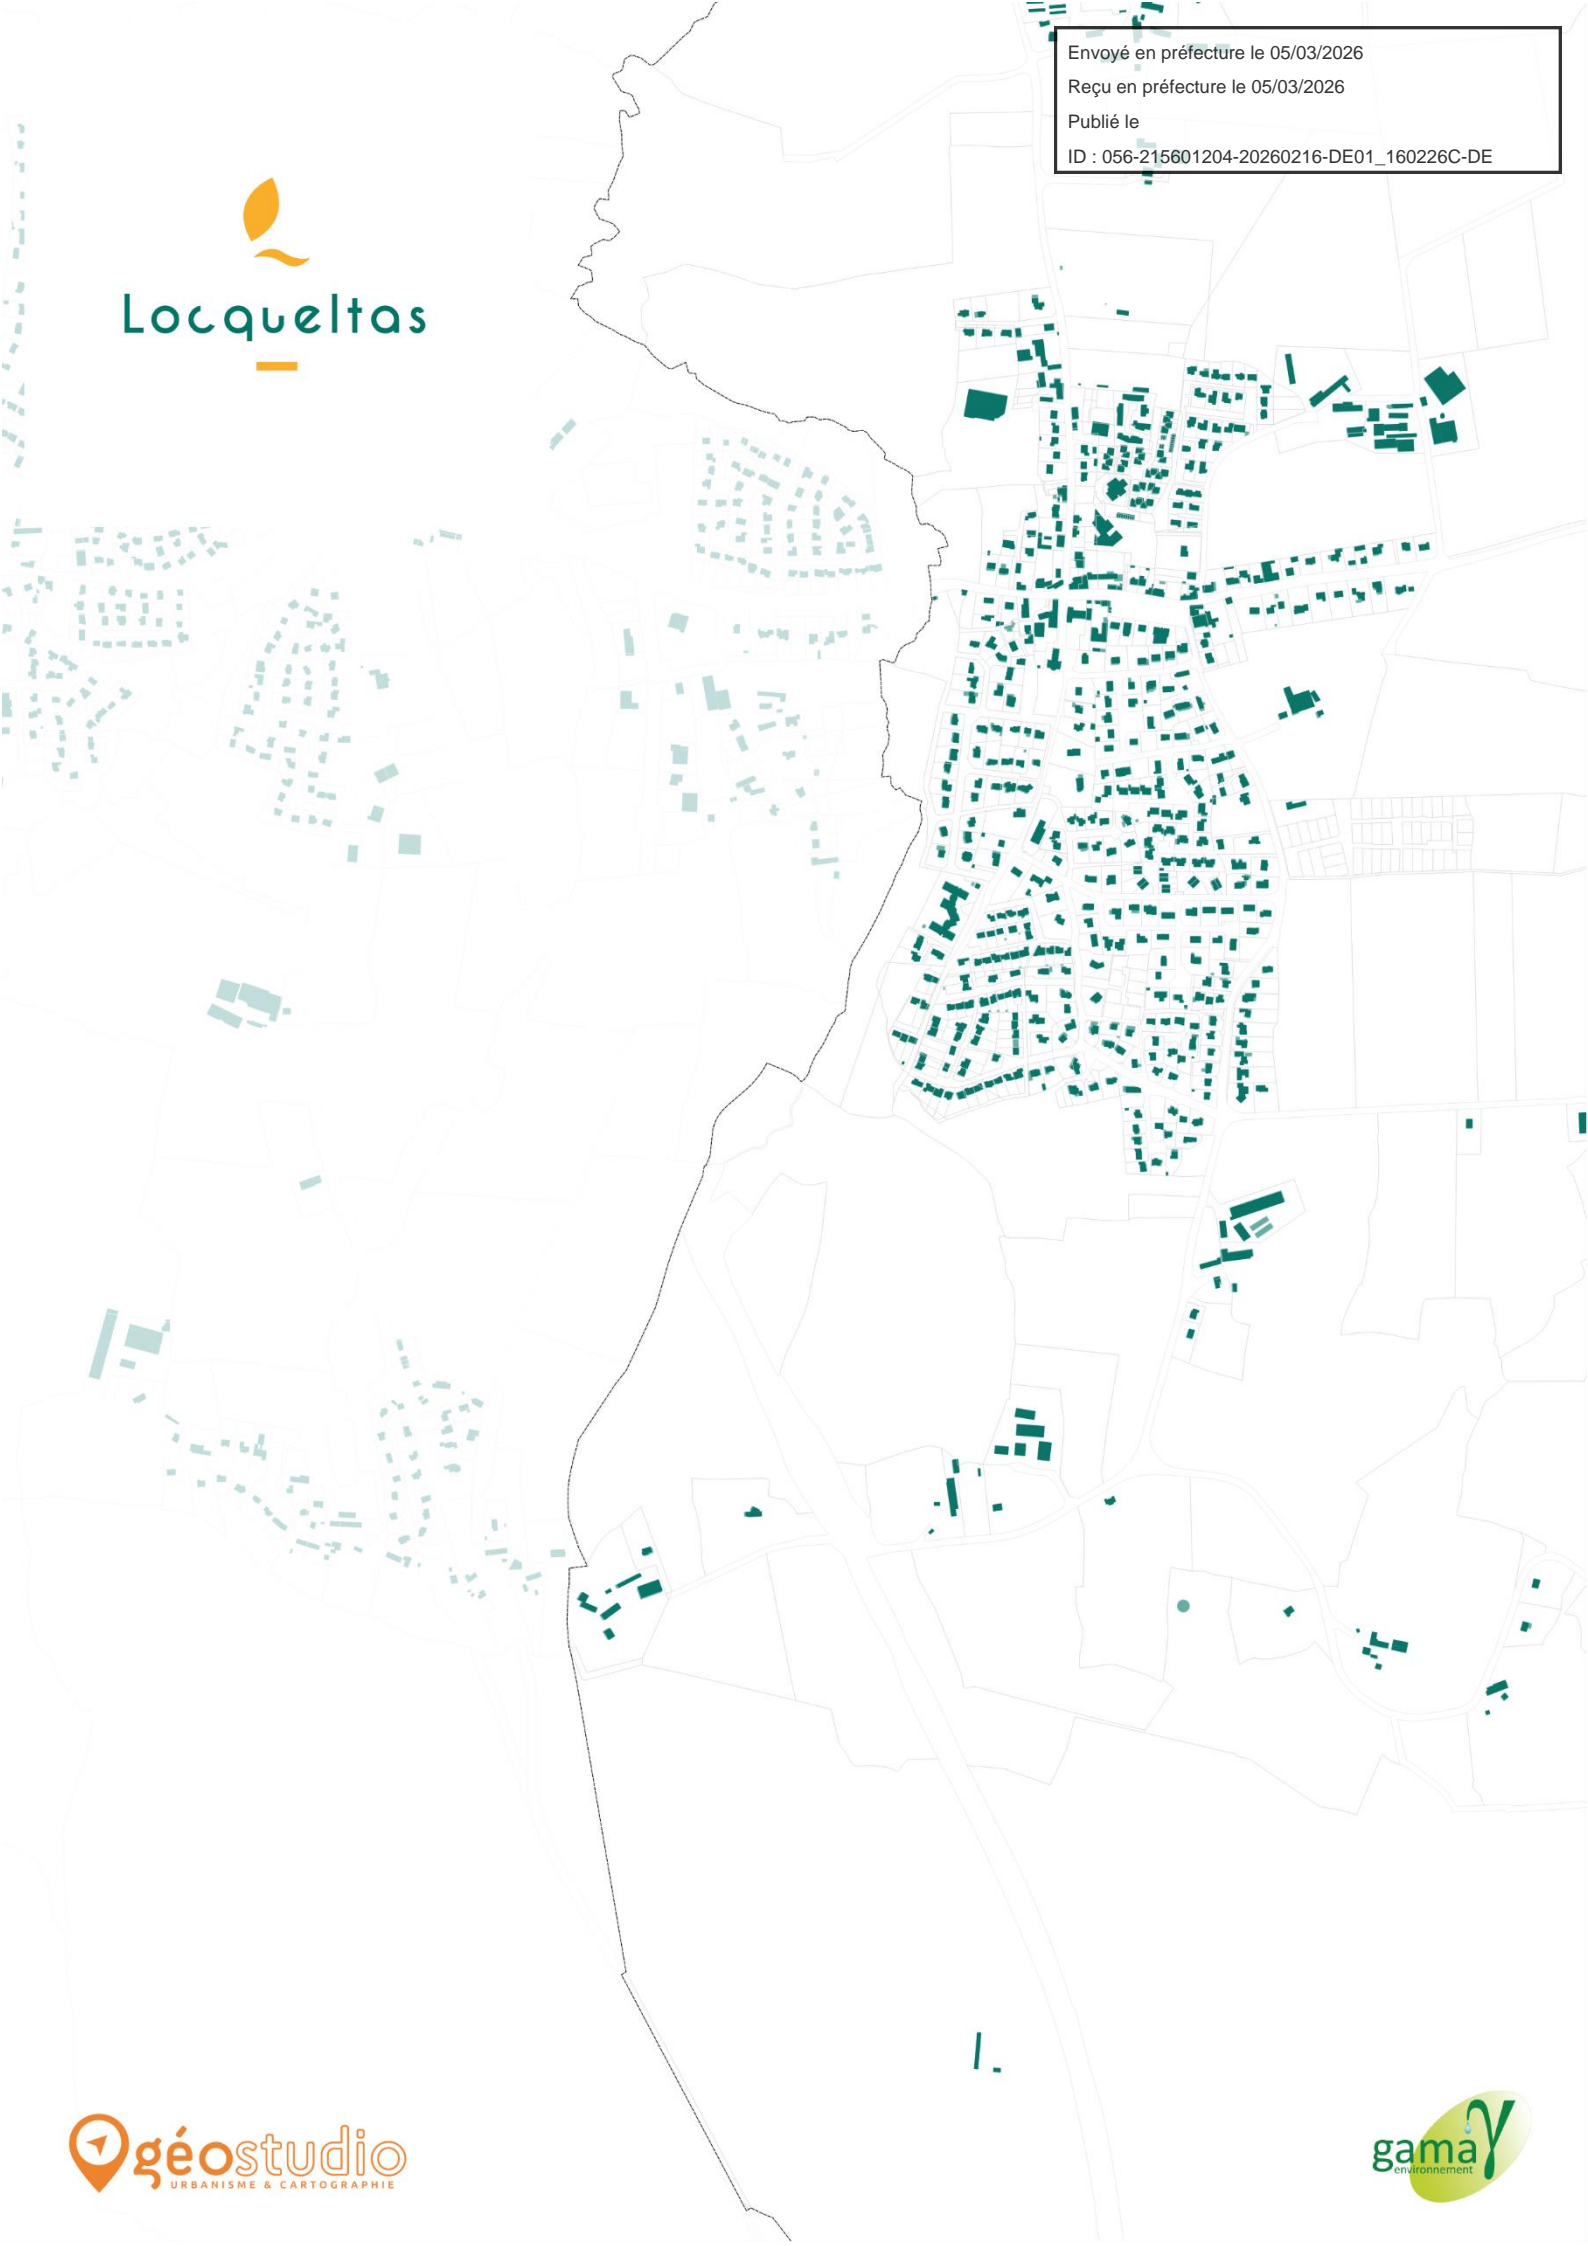 Envoyé en préfecture le 05/03/2026
Reçu en préfecture le 05/03/2026
Publié le
ID : 056-215601204-20260216-DE01_160226C-DE
Locqueltas
géostudio
URBANISME & CARTOGRAPHIE
gama
environnement